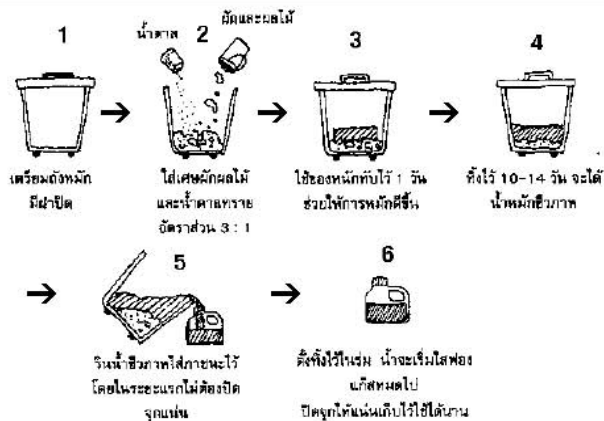 1
เตรียมถังหมัก
มีฝาปิด
2
น้ำตาล
ผักและผลไม้
ใส่เศษผักผลไม้
และน้ำตาลทราย
อัตราส่วน 3 : 1
3
ใช้ของหนักทับไว้ 1 วัน
ช่วยให้การหมักดีขึ้น
4
ทิ้งไว้ 10-14 วัน จะได้
น้ำหมักชีวภาพ
5
รินน้ำชีวภาพใส่ภาชนะไว้
โดยในระยะแรกไม่ต้องปิด
จุกแน่น
6
ตั้งทิ้งไว้ในร่ม น้ำจะเริ่มใสฟอง
แก๊สหมดไป
ปิดจุกให้แน่นเก็บไว้ใช้ได้นาน